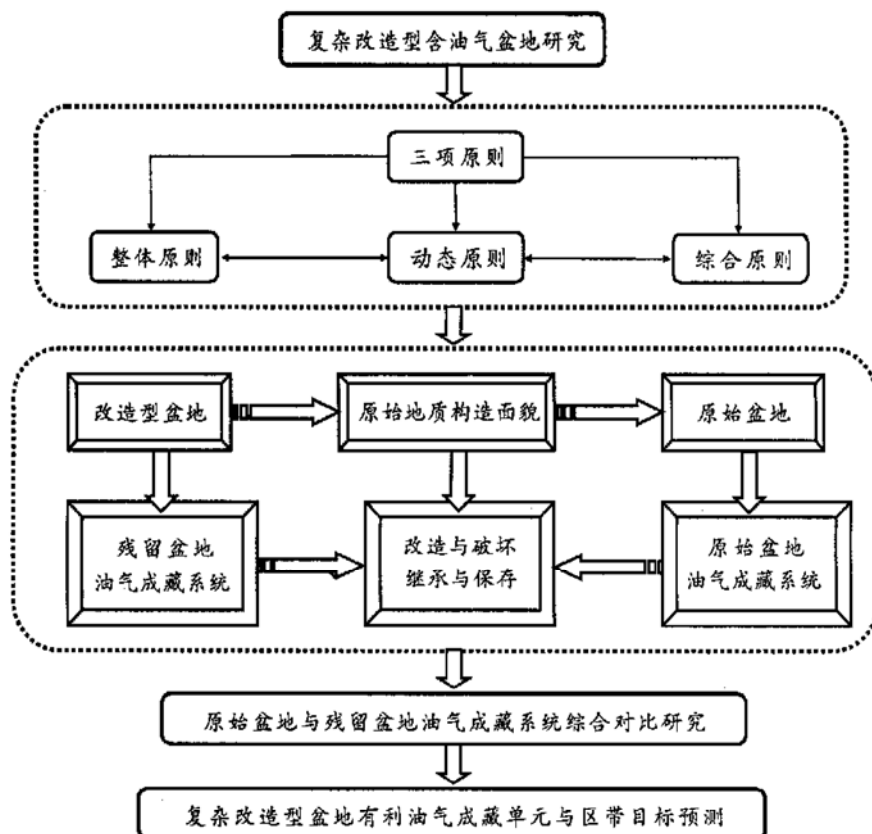 复杂改造型含油气盆地研究
三项原则
整体原则
动态原则
综合原则
改造型盆地
原始地质构造面貌
原始盆地
残留盆地
油气成藏系统
改造与破坏
继承与保存
原始盆地
油气成藏系统
原始盆地与残留盆地油气成藏系统综合对比研究
复杂改造型盆地有利油气成藏单元与区带目标预测